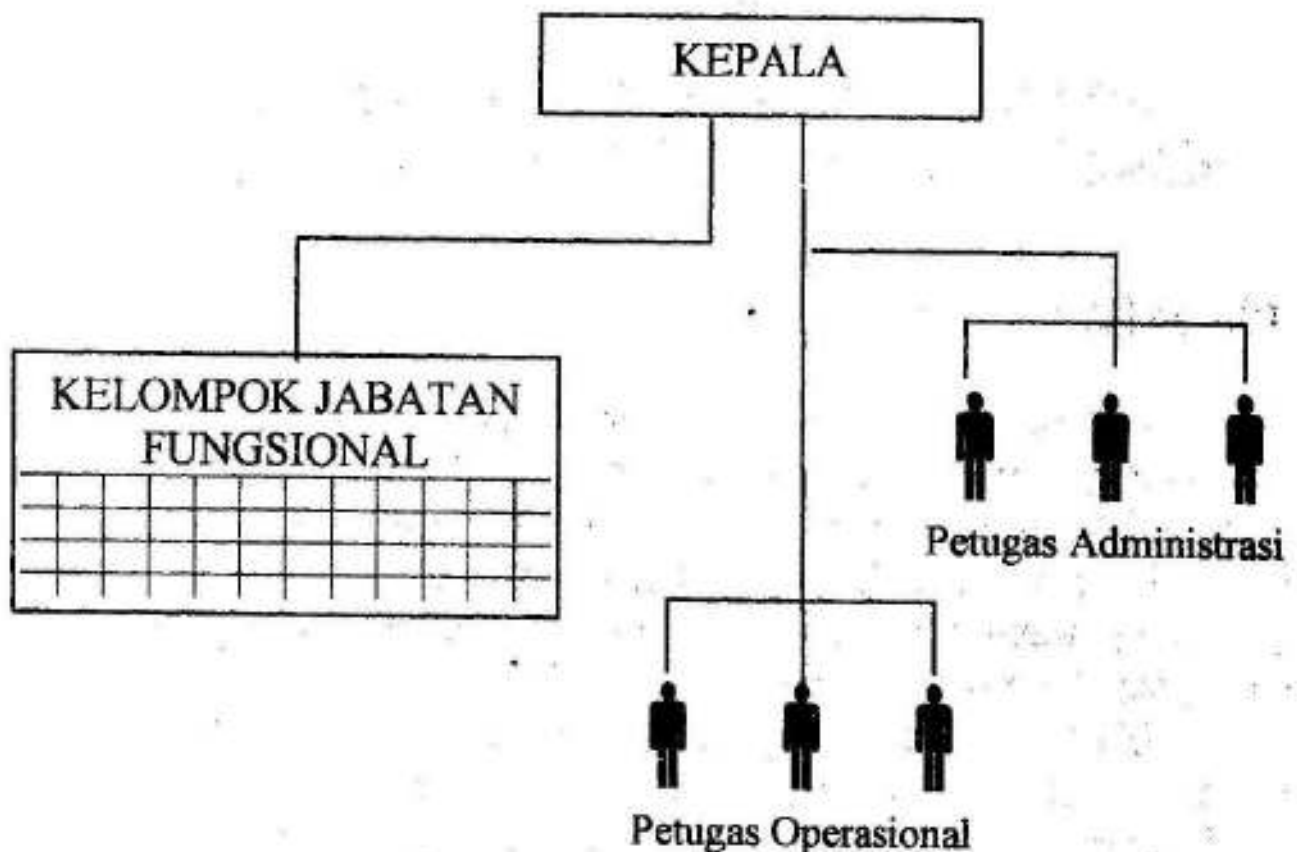 KEPALA
KELOMPOK JABATAN
FUNGSIONAL
Petugas Administrasi
Petugas Operasional